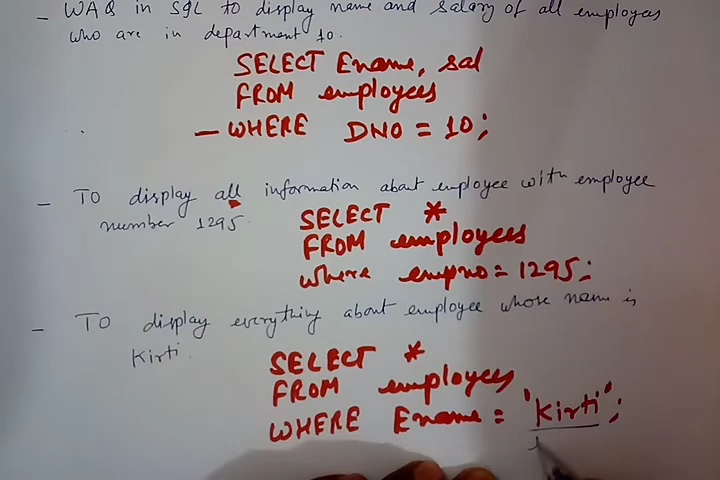 - WAQ in SQL to display name and Salary of all employees
who are in department 10.
SELECT Ename, sal
FROM employees
- WHERE DNO = 10;
- TO display all information about employee with employee
number 1295.
SELECT *
FROM employees
where empno = 1295;
- TO display everything about employee whose name is
Kirti.
SELECT *
FROM employees
WHERE Ename = 'Kirti';